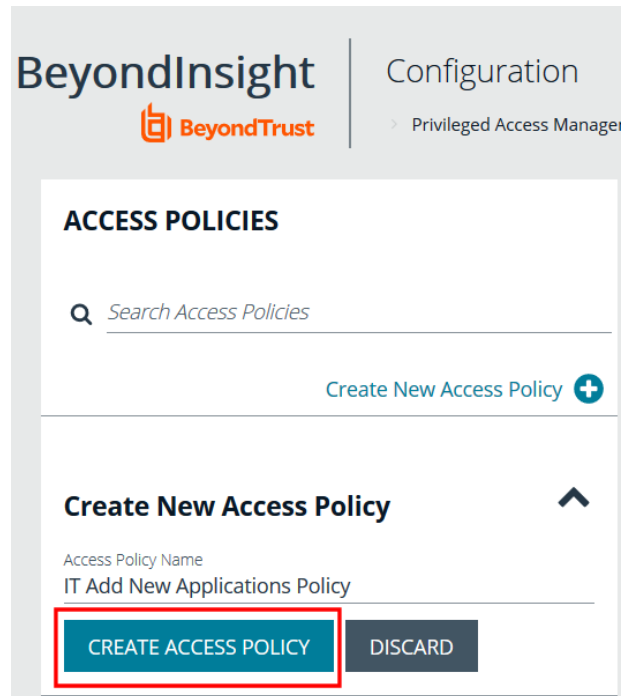 BeyondInsight
BeyondTrust
Configuration
Privileged Access Manage
ACCESS POLICIES
Search Access Policies
Create New Access Policy
Create New Access Policy
Access Policy Name
IT Add New Applications Policy
CREATE ACCESS POLICY
DISCARD